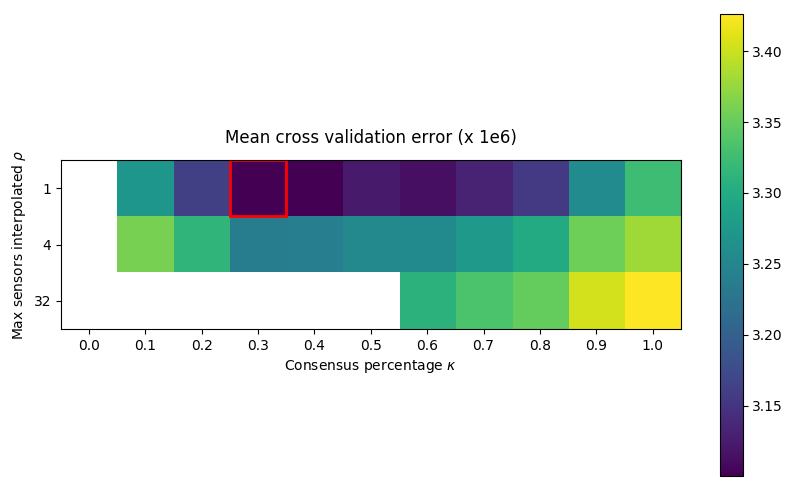 Mean cross validation error (x 1e6)
Max sensors interpolated ρ
1
4
32
0.0 0.1 0.2 0.3 0.4 0.5 0.6 0.7 0.8 0.9 1.0
Consensus percentage κ
3.40
3.35
3.30
3.25
3.20
3.15